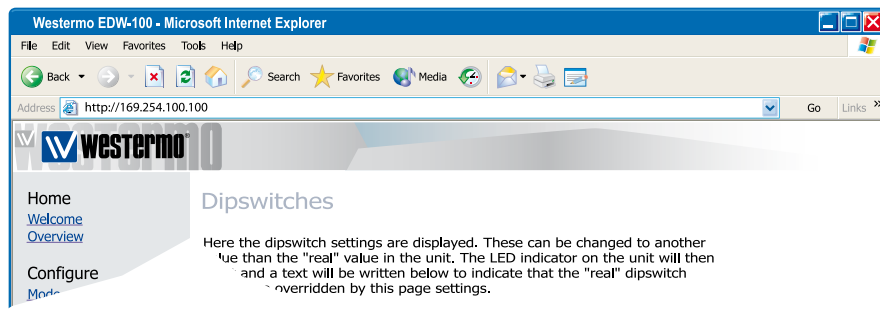 Westermo EDW-100 - Microsoft Internet Explorer
File Edit View Favorites Tools Help
Back Search Favorites Media
Address http://169.254.100.100 Go Links »
westermo®
Home
Welcome
Overview
Configure
Dipswitches
Here the dipswitch settings are displayed. These can be changed to another
than the "real" value in the unit. The LED indicator on the unit will then
and a text will be written below to indicate that the "real" dipswitch
overridden by this page settings.